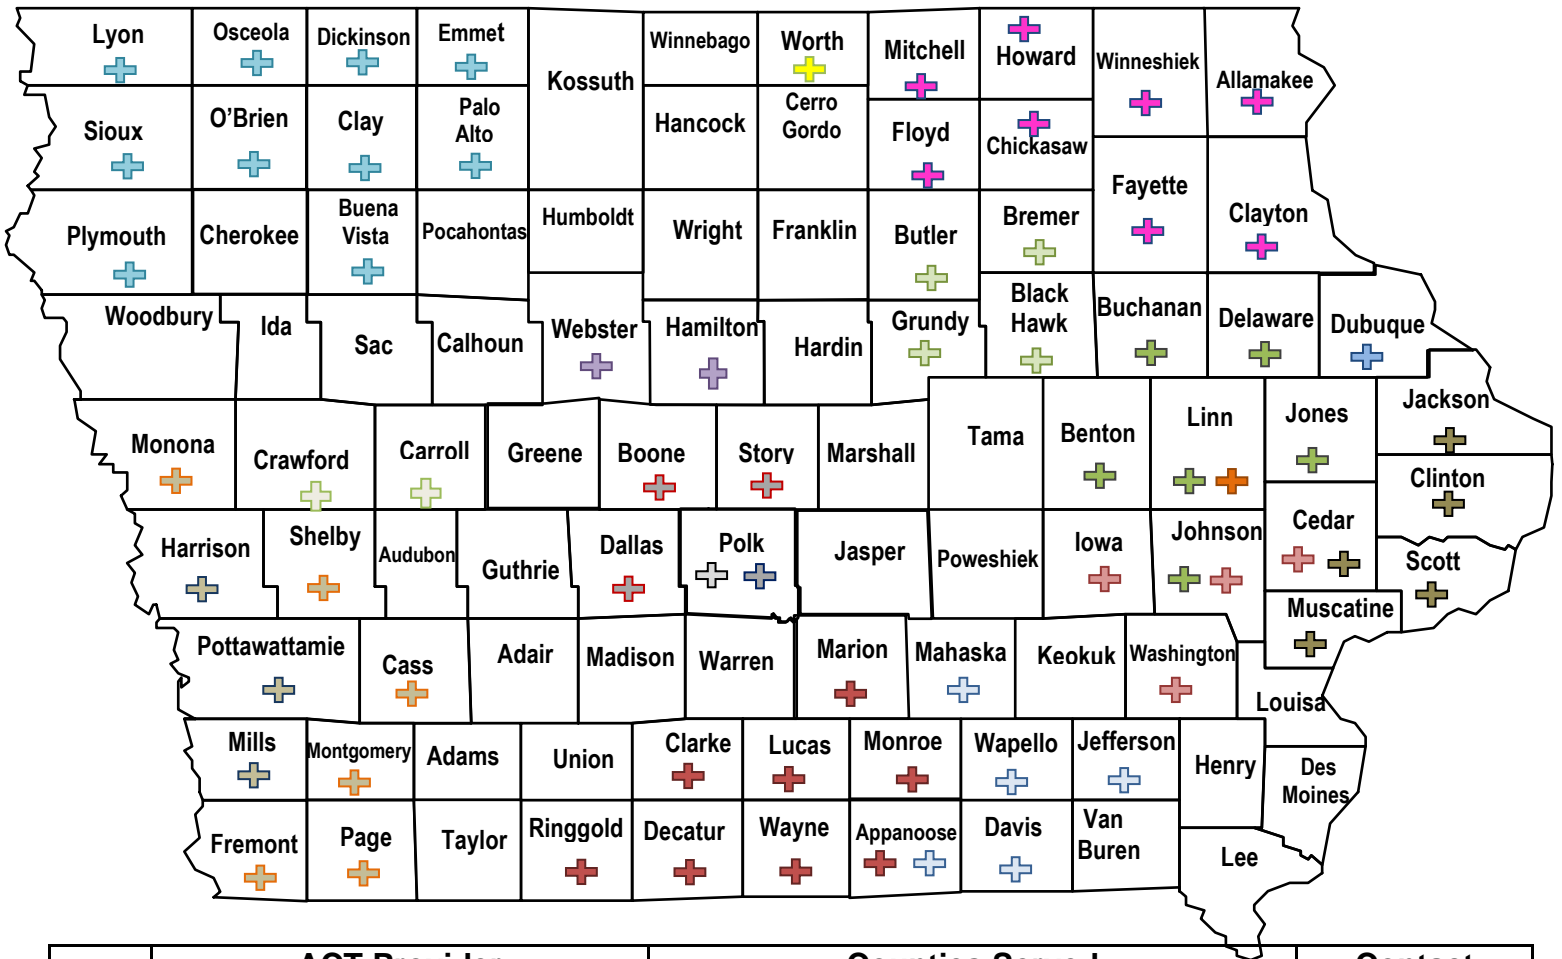 Lyon
Osceola
Dickinson
Emmet
Kossuth
Winnebago
Worth
Mitchell
Howard
Winneshiek
Allamakee
Sioux
O'Brien
Clay
Palo
Alto
Hancock
Cerro
Gordo
Floyd
Chickasaw
Fayette
Clayton
Plymouth
Cherokee
Buena
Vista
Pocahontas
Humboldt
Wright
Franklin
Butler
Bremer
Woodbury
Ida
Sac
Calhoun
Webster
Hamilton
Hardin
Grundy
Black
Hawk
Buchanan
Delaware
Dubuque
Monona
Crawford
Carroll
Greene
Boone
Story
Marshall
Tama
Benton
Linn
Jones
Jackson
Clinton
Harrison
Shelby
Audubon
Guthrie
Dallas
Polk
Jasper
Poweshiek
Iowa
Johnson
Cedar
Scott
Muscatine
Pottawattamie
Cass
Adair
Madison
Warren
Marion
Mahaska
Keokuk
Washington
Louisa
Mills
Montgomery
Adams
Union
Clarke
Lucas
Monroe
Wapello
Jefferson
Henry
Des
Moines
Fremont
Page
Taylor
Ringgold
Decatur
Wayne
Appanoose
Davis
Van
Buren
Lee
ACT Provider
Counties Served
Contact